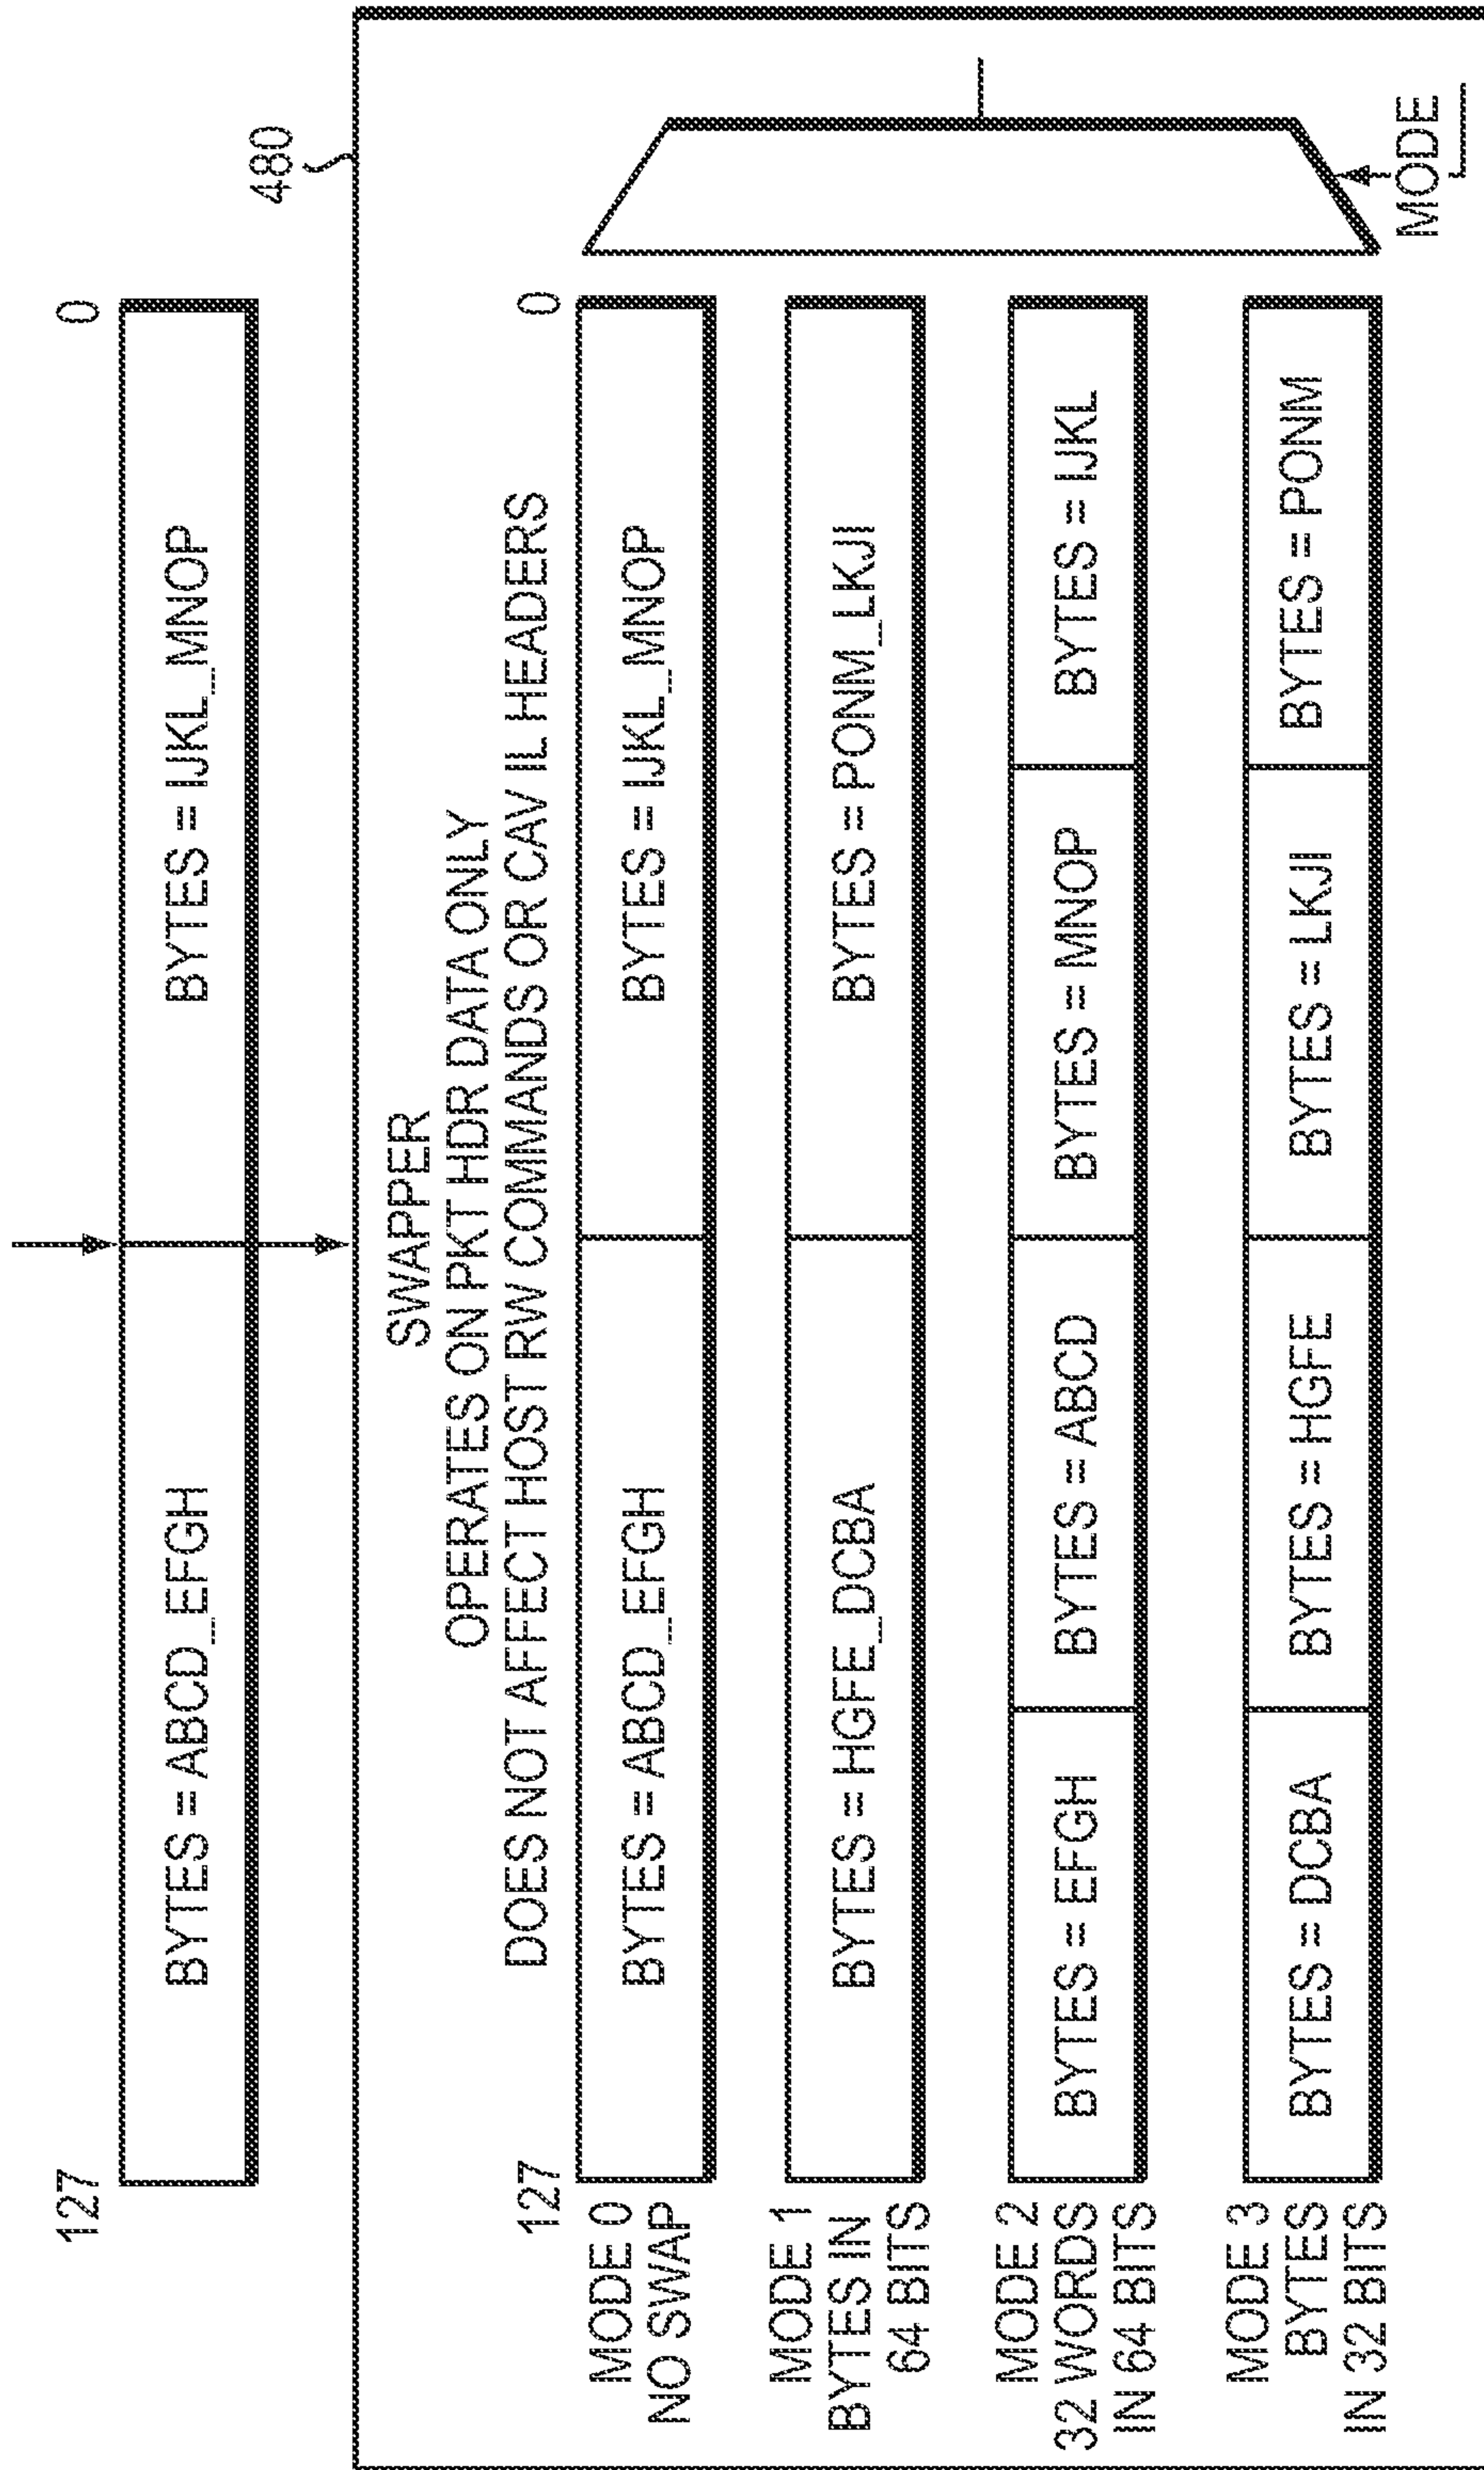 127
0
BYTES = ABCD_EFGH
BYTES = IJKL_MNOP
480
SWAPPER
OPERATES ON PKT HDR DATA ONLY
DOES NOT AFFECT HOST RW COMMANDS OR CAV IL HEADERS
127
0
MODE 0
NO SWAP
BYTES = ABCD_EFGH
BYTES = IJKL_MNOP
MODE 1
BYTES IN
64 BITS
BYTES = HGFE_DCBA
BYTES = PONM_LKJI
MODE 2
32 WORDS
IN 64 BITS
BYTES = EFGH
BYTES = ABCD
BYTES = MNOP
BYTES = IJKL
MODE 3
BYTES
IN 32 BITS
BYTES = DCBA
BYTES = HGFE
BYTES = LKJI
BYTES = PONM
MODE